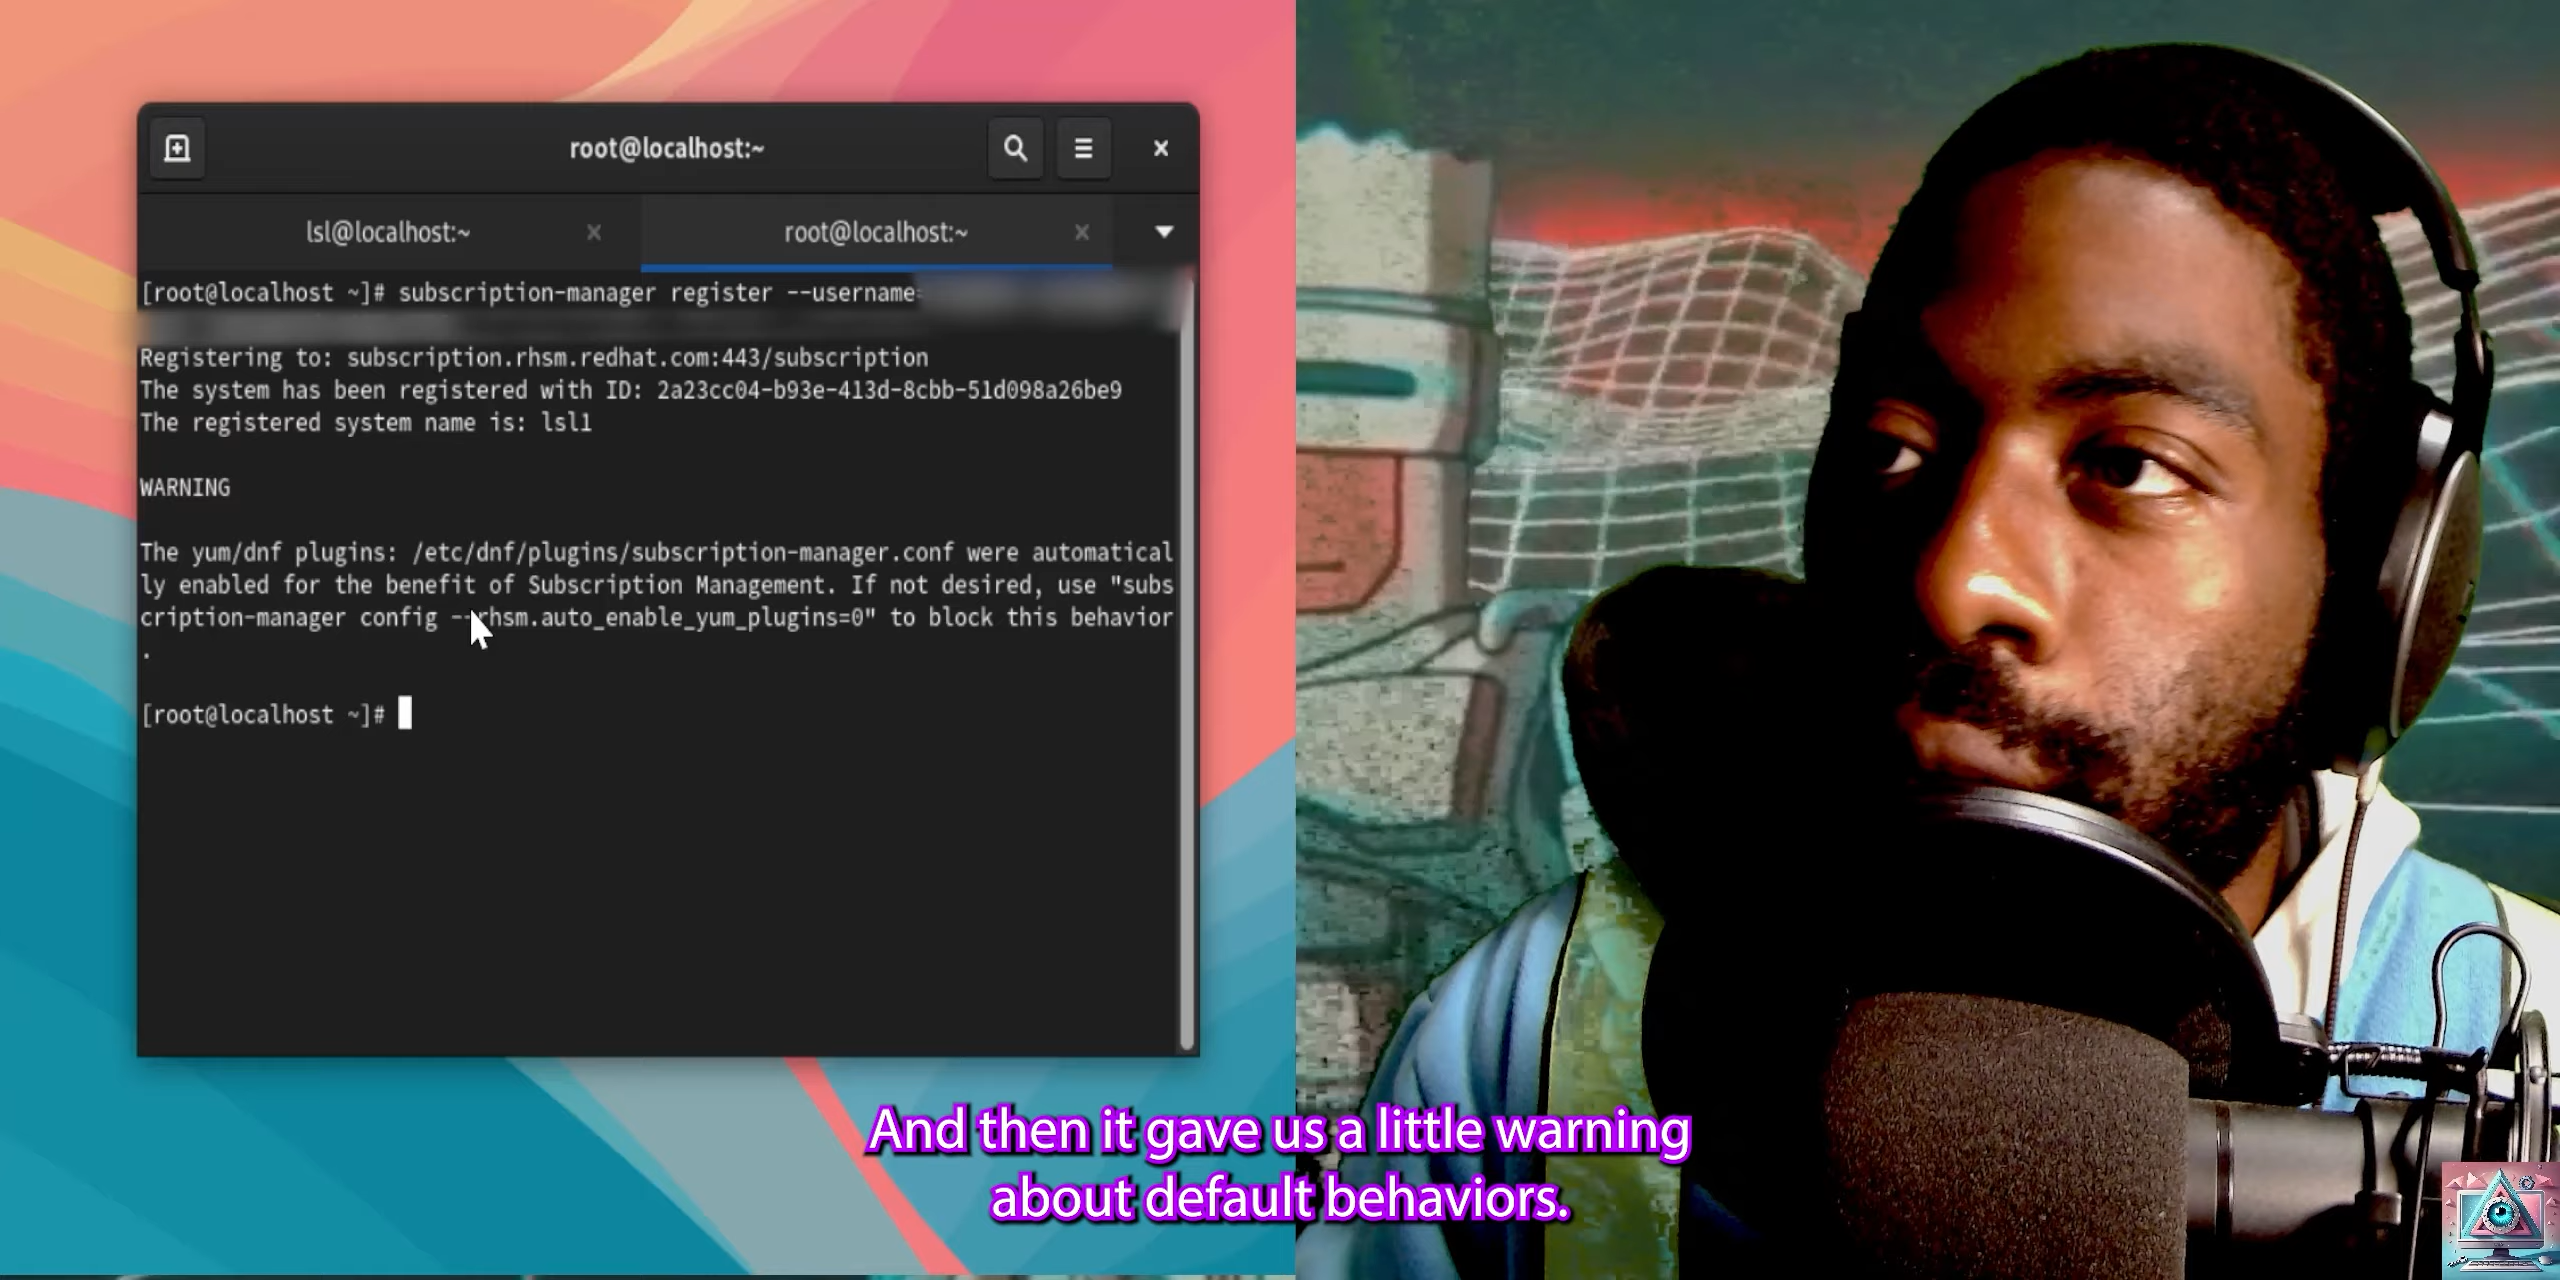 root@localhost:~
lsl@localhost:~
root@localhost:~
[root@localhost ~]# subscription-manager register --username=
Registering to: subscription.rhsm.redhat.com:443/subscription
The system has been registered with ID: 2a23cc04-b93e-413d-8cbb-51d098a26be9
The registered system name is: lsl1
WARNING
The yum/dnf plugins: /etc/dnf/plugins/subscription-manager.conf were automatical
ly enabled for the benefit of Subscription Management. If not desired, use "subs
cription-manager config --rhsm.auto_enable_yum_plugins=0" to block this behavior
.
[root@localhost ~]#
And then it gave us a little warning
about default behaviors.